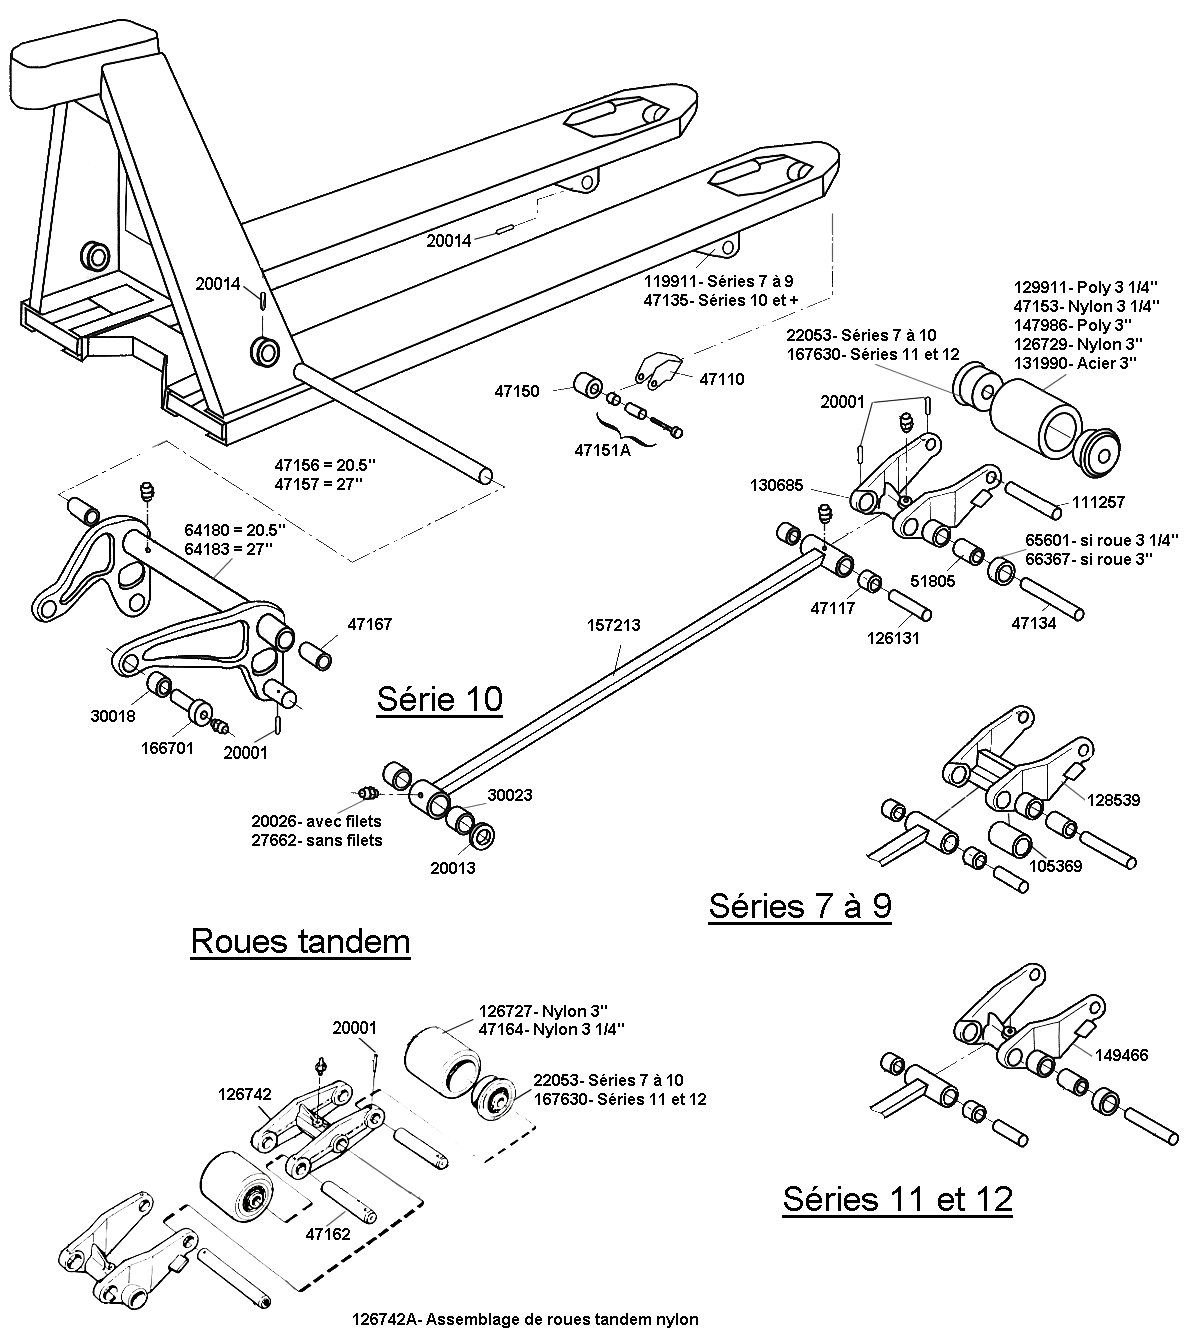 20014
20014
119911- Séries 7 à 9
47135- Séries 10 et +
129911- Poly 3 1/4"
47153- Nylon 3 1/4"
147986- Poly 3"
126729- Nylon 3"
131990- Acier 3"
22053- Séries 7 à 10
167630- Séries 11 et 12
47150
47110
20001
47151A
47156 = 20.5"
47157 = 27"
130685
111257
64180 = 20.5"
64183 = 27"
65601- si roue 3 1/4"
66367- si roue 3"
51805
47117
47134
126131
47167
157213
30018
166701
20001
Série 10
30023
20026- avec filets
27662- sans filets
20013
128539
105369
Séries 7 à 9
Roues tandem
126727- Nylon 3"
47164- Nylon 3 1/4"
20001
22053- Séries 7 à 10
167630- Séries 11 et 12
126742
149466
47162
Séries 11 et 12
126742A- Assemblage de roues tandem nylon